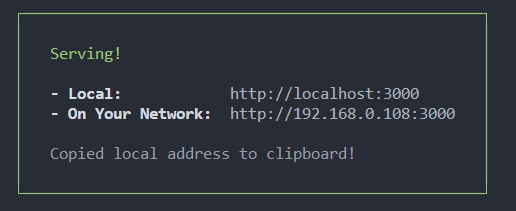 Serving!
- Local: http://localhost:3000
- On Your Network: http://192.168.0.108:3000
Copied local address to clipboard!